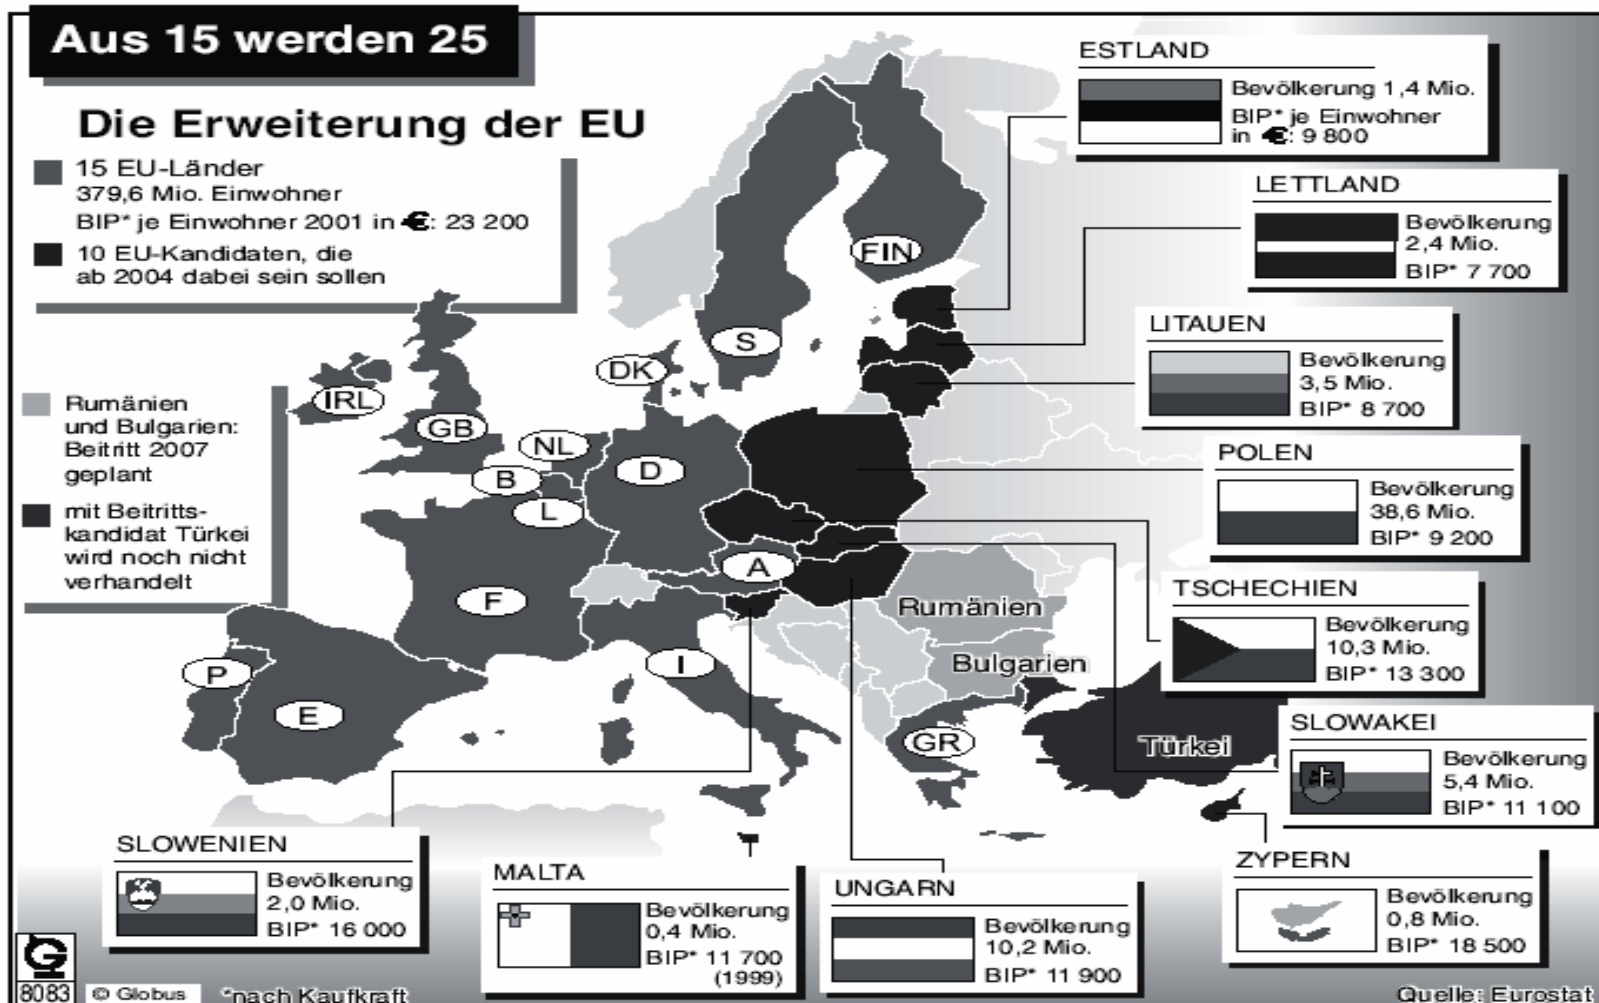 Aus 15 werden 25
Die Erweiterung der EU
15 EU-Länder
379,6 Mio. Einwohner
BIP* je Einwohner 2001 in €: 23 200
10 EU-Kandidaten, die
ab 2004 dabei sein sollen
Rumänien
und Bulgarien:
Beitritt 2007
geplant
mit Beitritts-
kandidat Türkei
wird noch nicht
verhandelt
ESTLAND
Bevölkerung 1,4 Mio.
BIP* je Einwohner
in €: 9 800
LETTLAND
Bevölkerung
2,4 Mio.
BIP* 7 700
LITAUEN
Bevölkerung
3,5 Mio.
BIP* 8 700
POLEN
Bevölkerung
38,6 Mio.
BIP* 9 200
TSCHECHIEN
Bevölkerung
10,3 Mio.
BIP* 13 300
SLOWAKEI
Bevölkerung
5,4 Mio.
BIP* 11 100
ZYPERN
Bevölkerung
0,8 Mio.
BIP* 18 500
UNGARN
Bevölkerung
10,2 Mio.
BIP* 11 900
MALTA
Bevölkerung
0,4 Mio.
BIP* 11 700
(1999)
SLOWENIEN
Bevölkerung
2,0 Mio.
BIP* 16 000
FIN
S
DK
IRL
GB
NL
B
D
L
A
F
I
P
E
GR
Rumänien
Bulgarien
Türkei
G
8083
© Globus
*nach Kaufkraft
Quelle: Eurostat